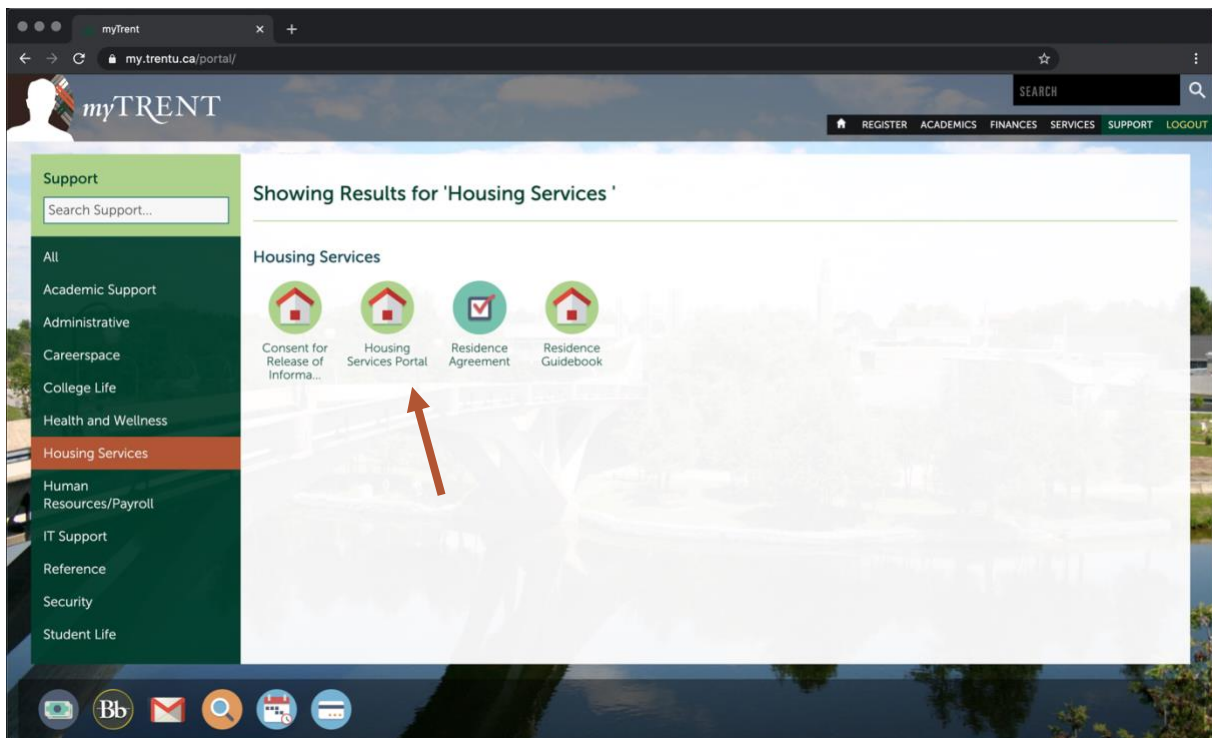 myTrent
my.trentu.ca/portal/
myTRENT
SEARCH
REGISTER ACADEMICS FINANCES SERVICES SUPPORT LOGOUT
Support
Search Support...
All
Academic Support
Administrative
Careerspace
College Life
Health and Wellness
Housing Services
Human
Resources/Payroll
IT Support
Reference
Security
Student Life
Showing Results for 'Housing Services '
Housing Services
Consent for
Release of
Informa...
Housing
Services Portal
Residence
Agreement
Residence
Guidebook
Bb